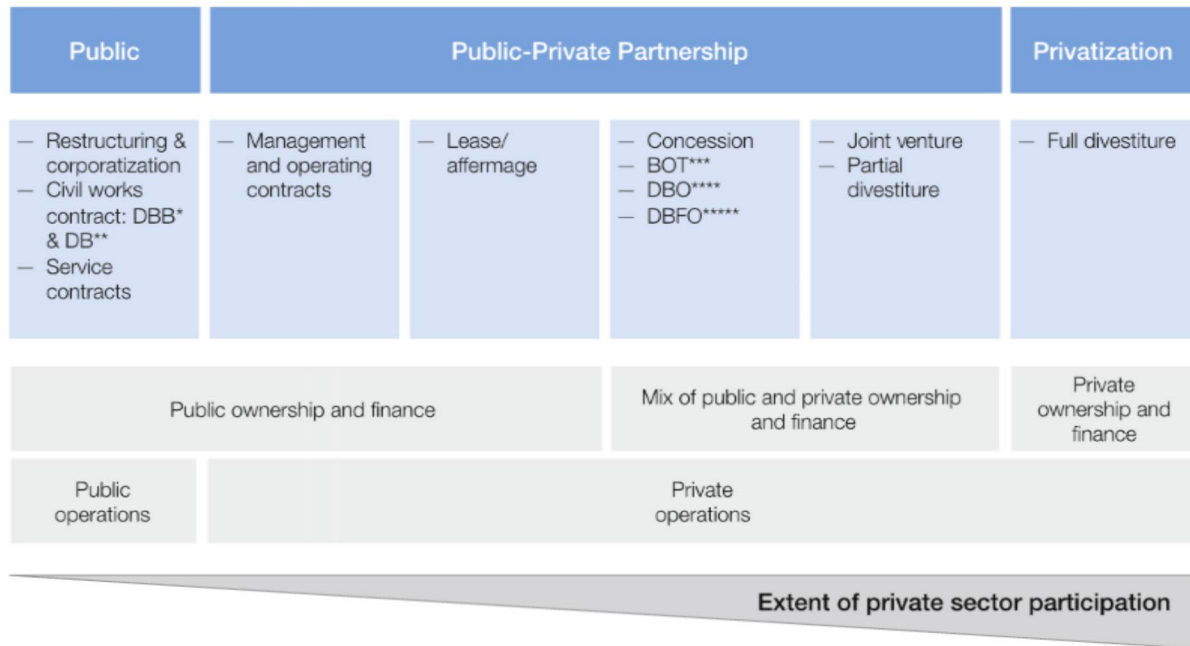 Public
Public-Private Partnership
Privatization
— Restructuring &
corporatization
— Civil works
contract: DBB*
& DB**
— Service
contracts
— Management
and operating
contracts
— Lease/
affermage
— Concession
— BOT***
— DBO****
— DBFO*****
— Joint venture
— Partial
divestiture
— Full divestiture
Public ownership and finance
Mix of public and private ownership
and finance
Private
ownership and
finance
Public
operations
Private
operations
Extent of private sector participation